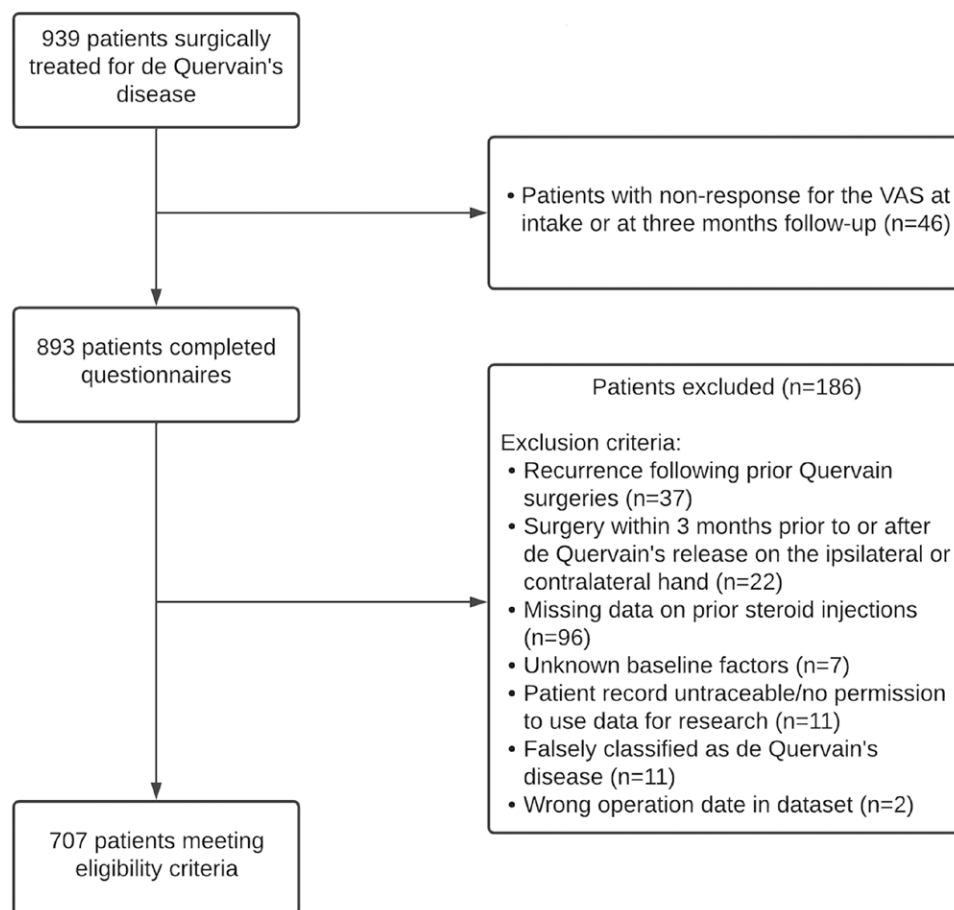 939 patients surgically
treated for de Quervain's
disease
• Patients with non-response for the VAS at
intake or at three months follow-up (n=46)
893 patients completed
questionnaires
Patients excluded (n=186)
Exclusion criteria:
• Recurrence following prior Quervain
surgeries (n=37)
• Surgery within 3 months prior to or after
de Quervain's release on the ipsilateral or
contralateral hand (n=22)
• Missing data on prior steroid injections
(n=96)
• Unknown baseline factors (n=7)
• Patient record untraceable/no permission
to use data for research (n=11)
• Falsely classified as de Quervain's
disease (n=11)
• Wrong operation date in dataset (n=2)
707 patients meeting
eligibility criteria